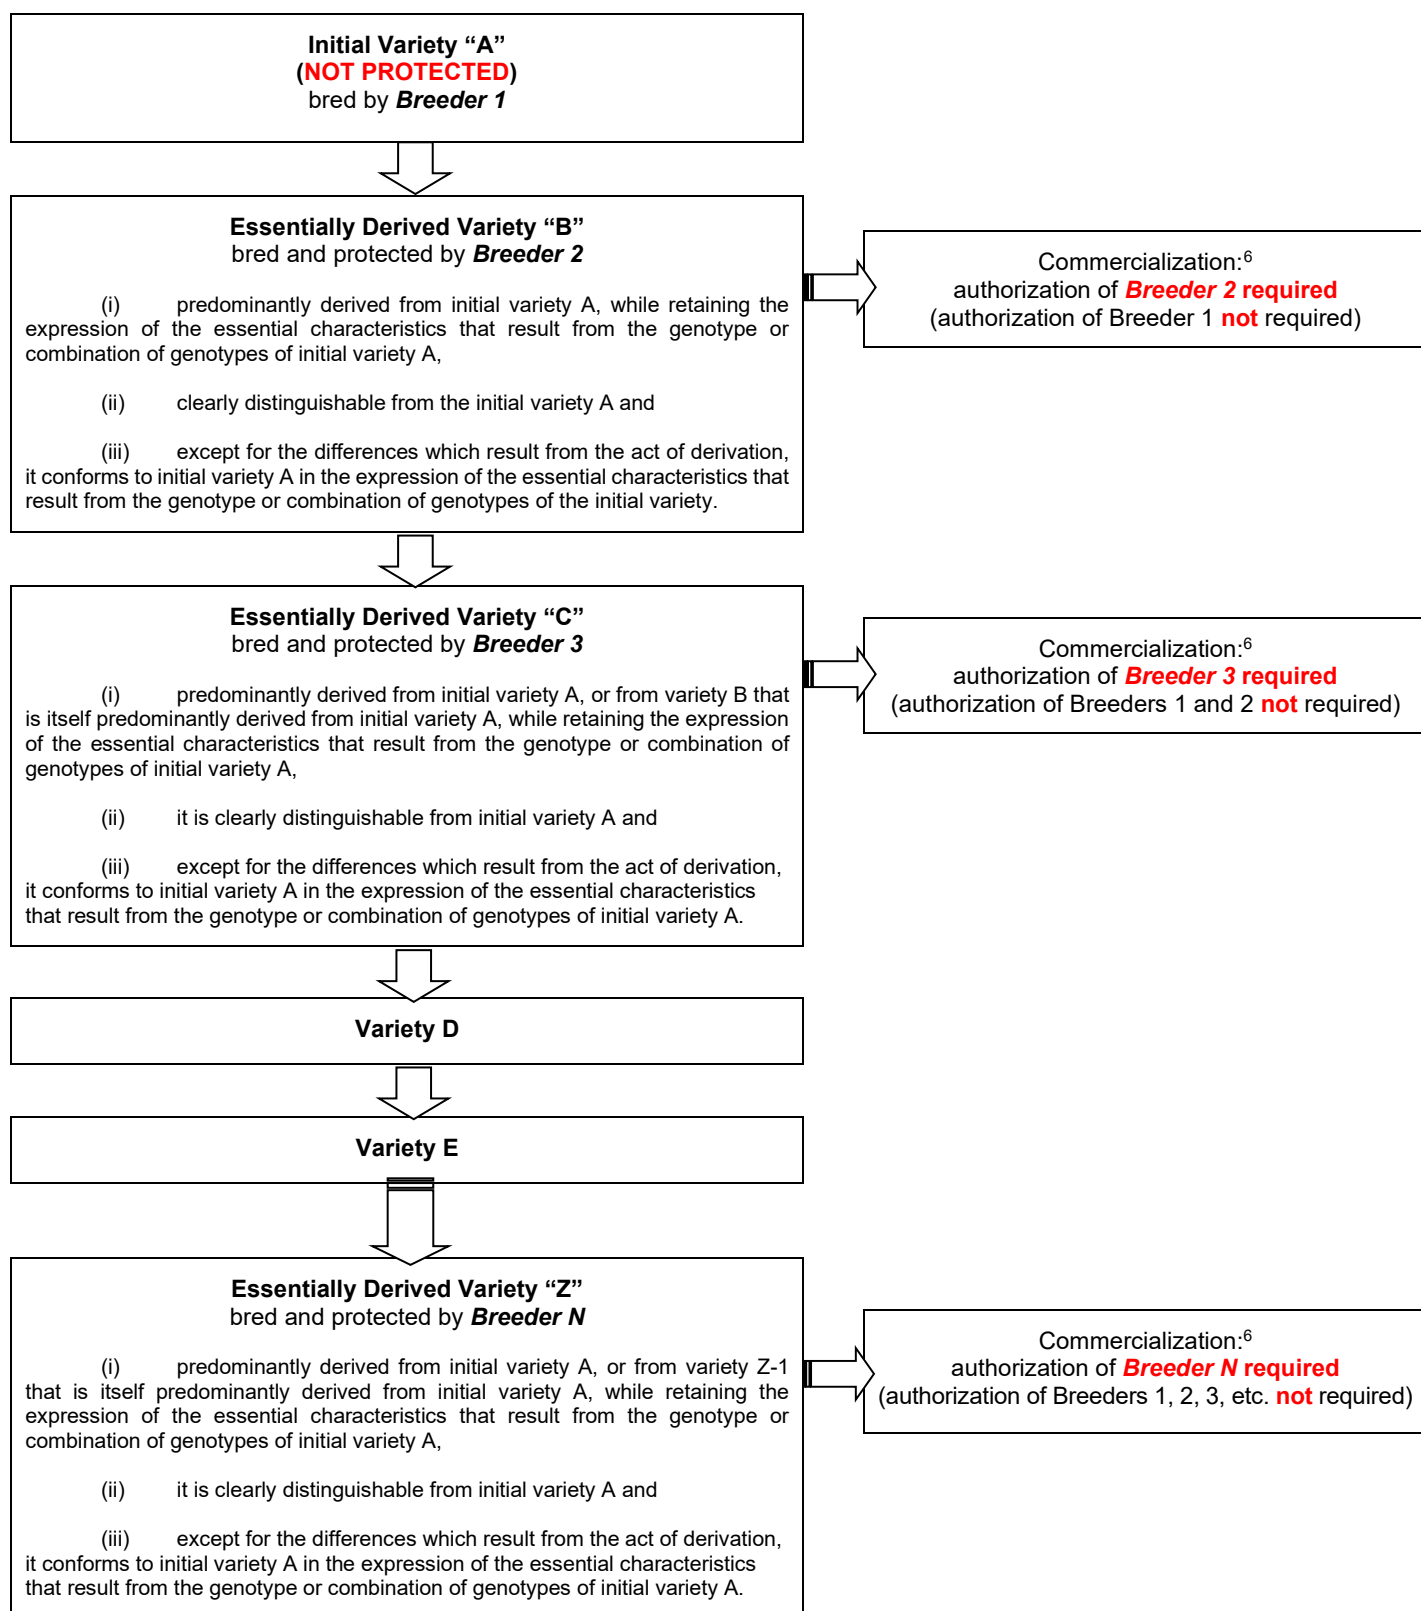 Initial Variety “A”
(NOT PROTECTED)
bred by Breeder 1
Essentially Derived Variety “B”
bred and protected by Breeder 2
(i) predominantly derived from initial variety A, while retaining the
expression of the essential characteristics that result from the genotype or
combination of genotypes of initial variety A,
(ii) clearly distinguishable from the initial variety A and
(iii) except for the differences which result from the act of derivation,
it conforms to initial variety A in the expression of the essential characteristics that
result from the genotype or combination of genotypes of the initial variety.
Commercialization:⁶
authorization of Breeder 2 required
(authorization of Breeder 1 not required)
Essentially Derived Variety “C”
bred and protected by Breeder 3
(i) predominantly derived from initial variety A, or from variety B that
is itself predominantly derived from initial variety A, while retaining the expression
of the essential characteristics that result from the genotype or combination of
genotypes of initial variety A,
(ii) it is clearly distinguishable from initial variety A and
(iii) except for the differences which result from the act of derivation,
it conforms to initial variety A in the expression of the essential characteristics
that result from the genotype or combination of genotypes of initial variety A.
Commercialization:⁶
authorization of Breeder 3 required
(authorization of Breeders 1 and 2 not required)
Variety D
Variety E
Essentially Derived Variety “Z”
bred and protected by Breeder N
(i) predominantly derived from initial variety A, or from variety Z-1
that is itself predominantly derived from initial variety A, while retaining the
expression of the essential characteristics that result from the genotype or
combination of genotypes of initial variety A,
(ii) it is clearly distinguishable from initial variety A and
(iii) except for the differences which result from the act of derivation,
it conforms to initial variety A in the expression of the essential characteristics
that result from the genotype or combination of genotypes of initial variety A.
Commercialization:⁶
authorization of Breeder N required
(authorization of Breeders 1, 2, 3, etc. not required)